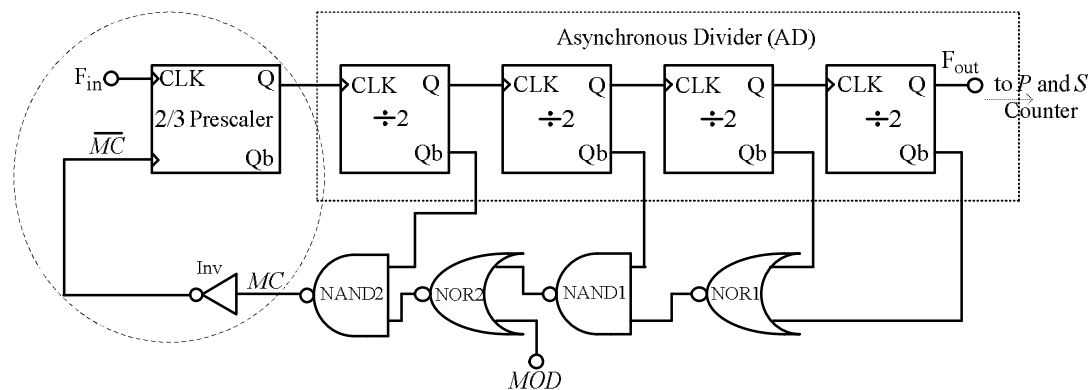 Asynchronous Divider (AD)
F_in
CLK Q
2/3 Prescaler
Qb
M̅C̅
CLK Q
÷2
Qb
CLK Q
÷2
Qb
CLK Q
÷2
Qb
CLK Q
÷2
Qb
F_out
to P and S
Counter
Inv
MC
NAND2
NOR2
NAND1
NOR1
MOD